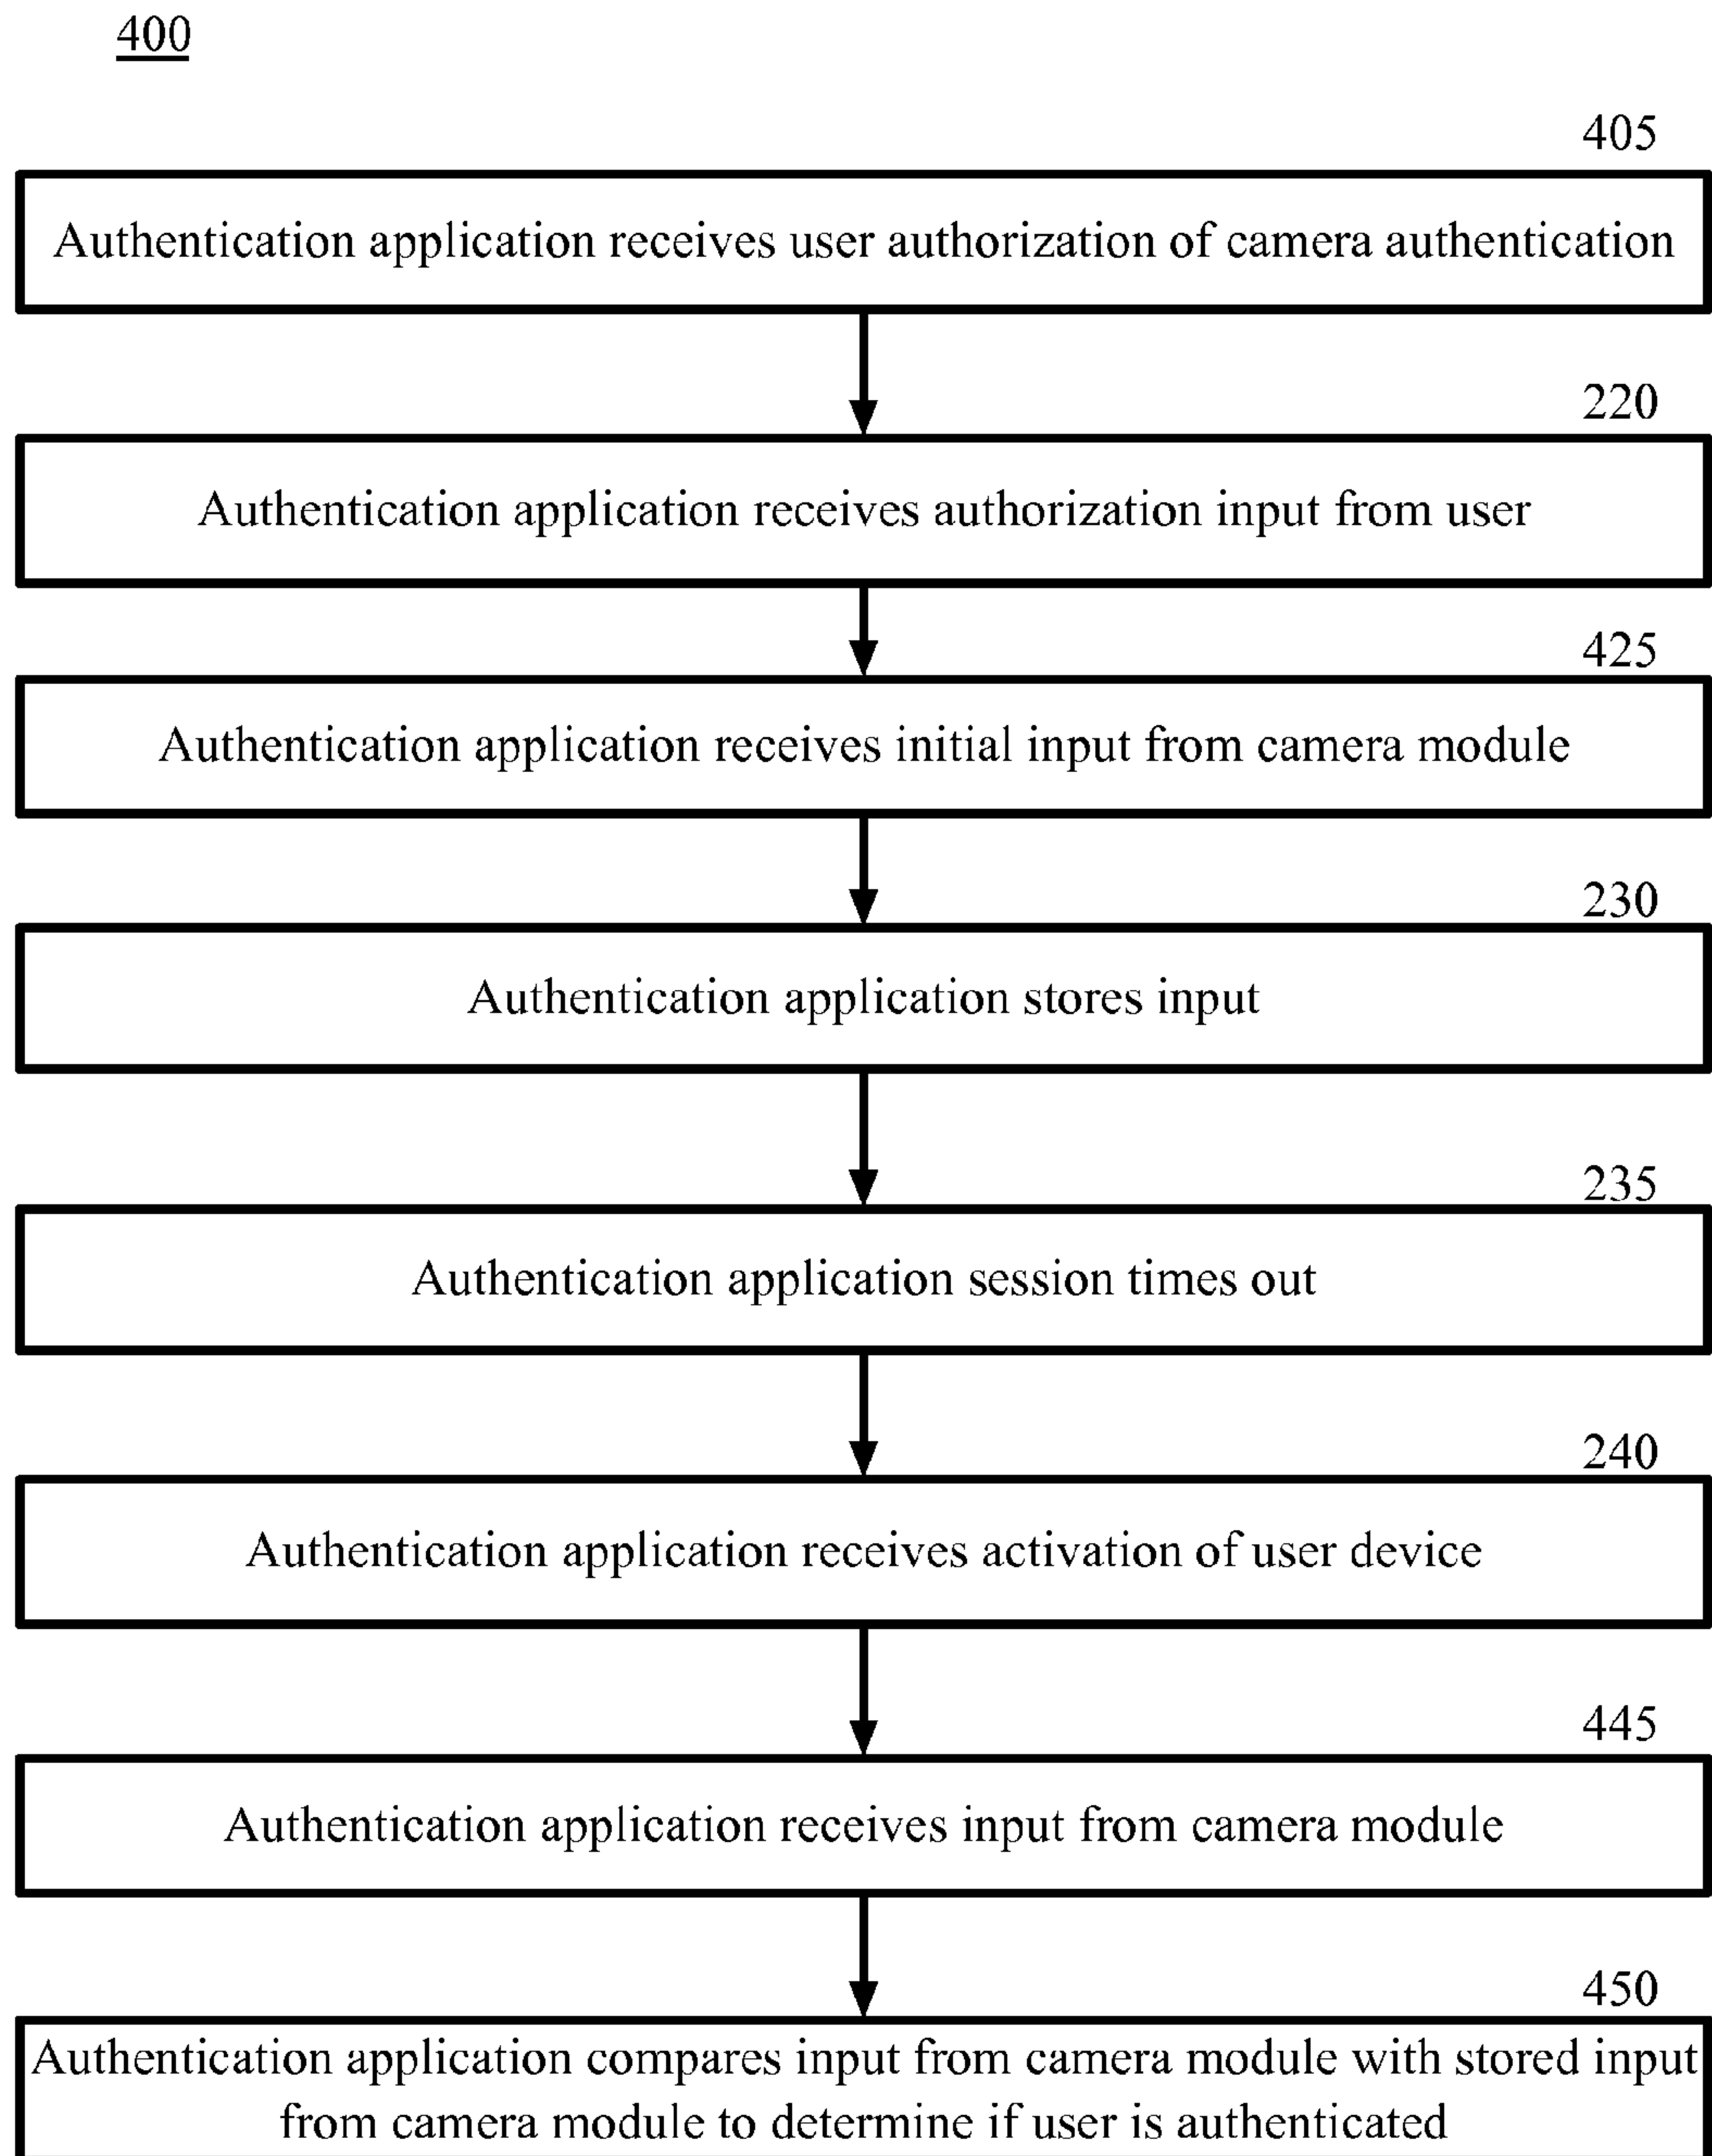 400
405
Authentication application receives user authorization of camera authentication
220
Authentication application receives authorization input from user
425
Authentication application receives initial input from camera module
230
Authentication application stores input
235
Authentication application session times out
240
Authentication application receives activation of user device
445
Authentication application receives input from camera module
450
Authentication application compares input from camera module with stored input
from camera module to determine if user is authenticated